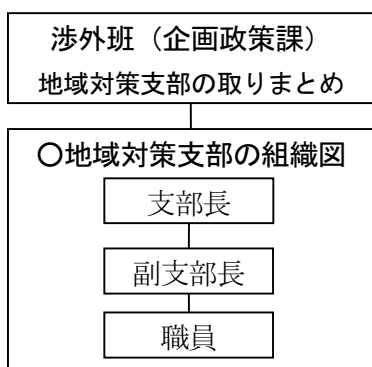 渉外班（企画政策課）
地域対策支部の取りまとめ
〇地域対策支部の組織図
支部長
副支部長
職員